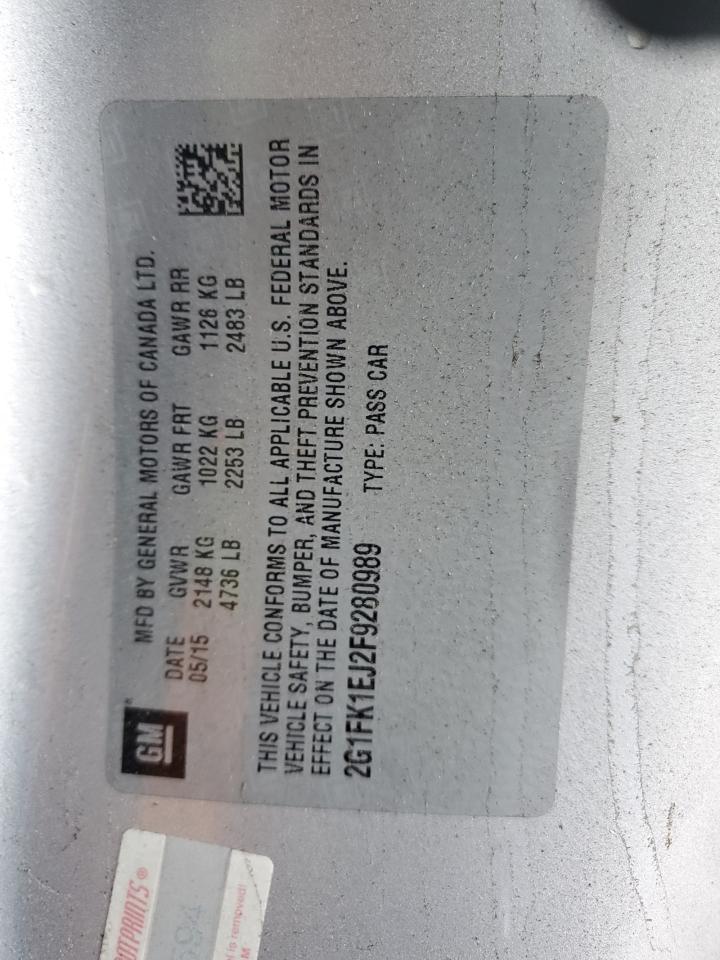 GM
MFD BY GENERAL MOTORS OF CANADA LTD.
DATE GVWR GAWR FRT GAWR RR
05/15 2148 KG 1022 KG 1126 KG
4736 LB 2253 LB 2483 LB
THIS VEHICLE CONFORMS TO ALL APPLICABLE U.S. FEDERAL MOTOR
VEHICLE SAFETY, BUMPER, AND THEFT PREVENTION STANDARDS IN
EFFECT ON THE DATE OF MANUFACTURE SHOWN ABOVE.
2G1FK1EJ2F9280989 TYPE: PASS CAR
is removed!